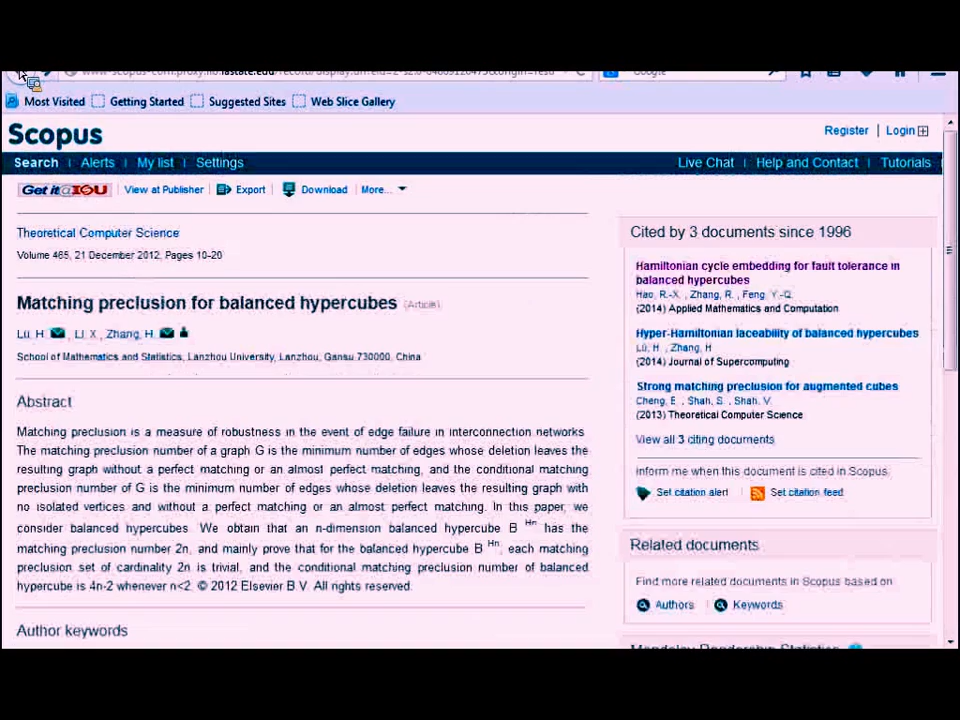 Google
Most Visited Getting Started Suggested Sites Web Slice Gallery
Scopus
Register | Login
Search | Alerts | My list | Settings
Live Chat | Help and Contact | Tutorials
Get it@ISU View at Publisher Export Download More...
Theoretical Computer Science
Volume 465, 21 December 2012, Pages 10-20
Matching preclusion for balanced hypercubes (Article)
Lü, H., Li, X., Zhang, H.
School of Mathematics and Statistics, Lanzhou University, Lanzhou, Gansu 730000, China
Abstract
Matching preclusion is a measure of robustness in the event of edge failure in interconnection networks.
The matching preclusion number of a graph G is the minimum number of edges whose deletion leaves the
resulting graph without a perfect matching or an almost perfect matching, and the conditional matching
preclusion number of G is the minimum number of edges whose deletion leaves the resulting graph with
no isolated vertices and without a perfect matching or an almost perfect matching. In this paper, we
consider balanced hypercubes. We obtain that an n-dimension balanced hypercube B Hn has the
matching preclusion number 2n, and mainly prove that for the balanced hypercube B Hn, each matching
preclusion set of cardinality 2n is trivial, and the conditional matching preclusion number of balanced
hypercube is 4n-2 whenever n<2. © 2012 Elsevier B.V. All rights reserved.
Author keywords
Cited by 3 documents since 1996
Hamiltonian cycle embedding for fault tolerance in
balanced hypercubes
Hao, R.-X., Zhang, R., Feng, Y.-Q.
(2014) Applied Mathematics and Computation
Hyper-Hamiltonian laceability of balanced hypercubes
Lü, H., Zhang, H.
(2014) Journal of Supercomputing
Strong matching preclusion for augmented cubes
Cheng, E., Shah, S., Shah, V.
(2013) Theoretical Computer Science
View all 3 citing documents
Inform me when this document is cited in Scopus:
Set citation alert | Set citation feed
Related documents
Find more related documents in Scopus based on:
Authors | Keywords
Mendeley Readership Statistics